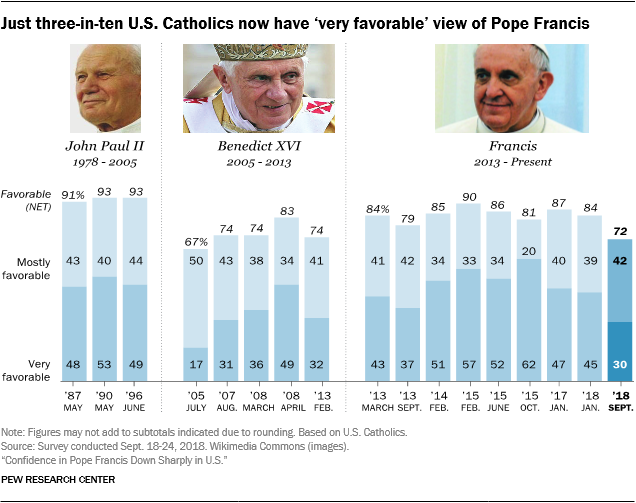 Just three-in-ten U.S. Catholics now have ‘very favorable’ view of Pope Francis
John Paul II Benedict XVI Francis
1978 - 2005 2005 - 2013 2013 - Present
Favorable (NET) 91% 93 93 67% 74 74 83 74 84% 79 85 90 86 81 87 84 72
Mostly favorable 43 40 44 50 43 38 34 41 41 42 34 33 34 20 40 39 42
Very favorable 48 53 49 17 31 36 49 32 43 37 51 57 52 62 47 45 30
’87 ’90 ’96 ’05 ’07 ’08 ’08 ’13 ’13 ’13 ’14 ’15 ’15 ’15 ’17 ’18 ’18
MAY MAY JUNE JULY AUG. MARCH APRIL FEB. MARCH SEPT. FEB. FEB. JUNE OCT. JAN. JAN. SEPT.
Note: Figures may not add to subtotals indicated due to rounding. Based on U.S. Catholics.
Source: Survey conducted Sept. 18-24, 2018. Wikimedia Commons (images).
“Confidence in Pope Francis Down Sharply in U.S.”
PEW RESEARCH CENTER